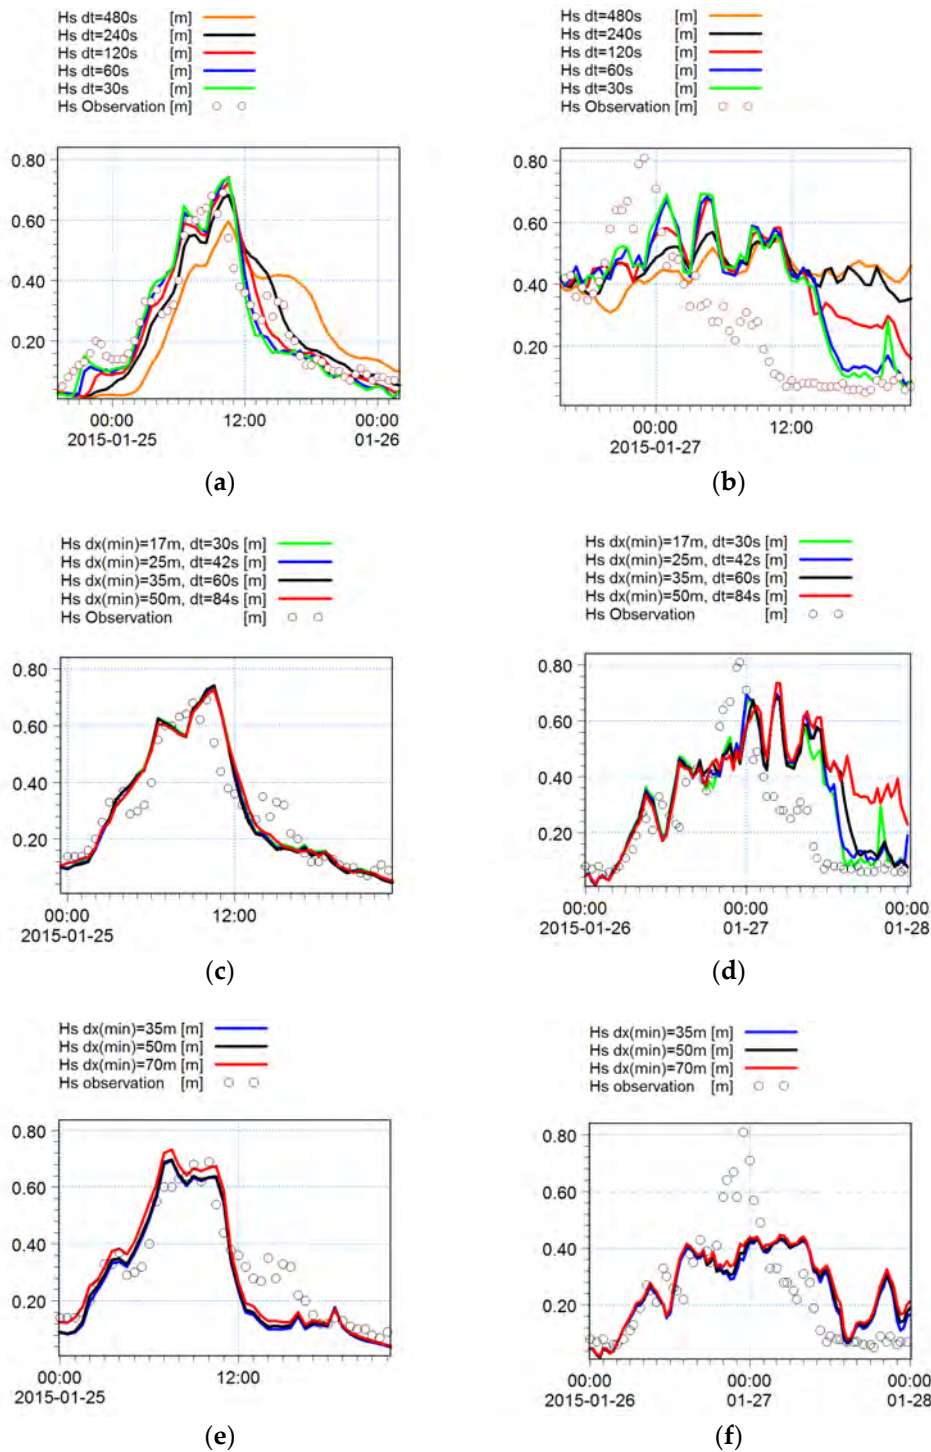 Hs dt=480s [m]
Hs dt=240s [m]
Hs dt=120s [m]
Hs dt=60s [m]
Hs dt=30s [m]
Hs Observation [m]
0.80
0.60
0.40
0.20
00:00
2015-01-25
12:00
00:00
01-26
(a)
Hs dt=480s [m]
Hs dt=240s [m]
Hs dt=120s [m]
Hs dt=60s [m]
Hs dt=30s [m]
Hs Observation [m]
0.80
0.60
0.40
0.20
00:00
2015-01-27
12:00
(b)
Hs dx(min)=17m, dt=30s [m]
Hs dx(min)=25m, dt=42s [m]
Hs dx(min)=35m, dt=60s [m]
Hs dx(min)=50m, dt=84s [m]
Hs Observation [m]
0.80
0.60
0.40
0.20
00:00
2015-01-25
12:00
(c)
Hs dx(min)=17m, dt=30s [m]
Hs dx(min)=25m, dt=42s [m]
Hs dx(min)=35m, dt=60s [m]
Hs dx(min)=50m, dt=84s [m]
Hs Observation [m]
0.80
0.60
0.40
0.20
00:00
2015-01-26
00:00
01-27
00:00
01-28
(d)
Hs dx(min)=35m [m]
Hs dx(min)=50m [m]
Hs dx(min)=70m [m]
Hs observation [m]
0.80
0.60
0.40
0.20
00:00
2015-01-25
12:00
(e)
Hs dx(min)=35m [m]
Hs dx(min)=50m [m]
Hs dx(min)=70m [m]
Hs observation [m]
0.80
0.60
0.40
0.20
00:00
2015-01-26
00:00
01-27
00:00
01-28
(f)